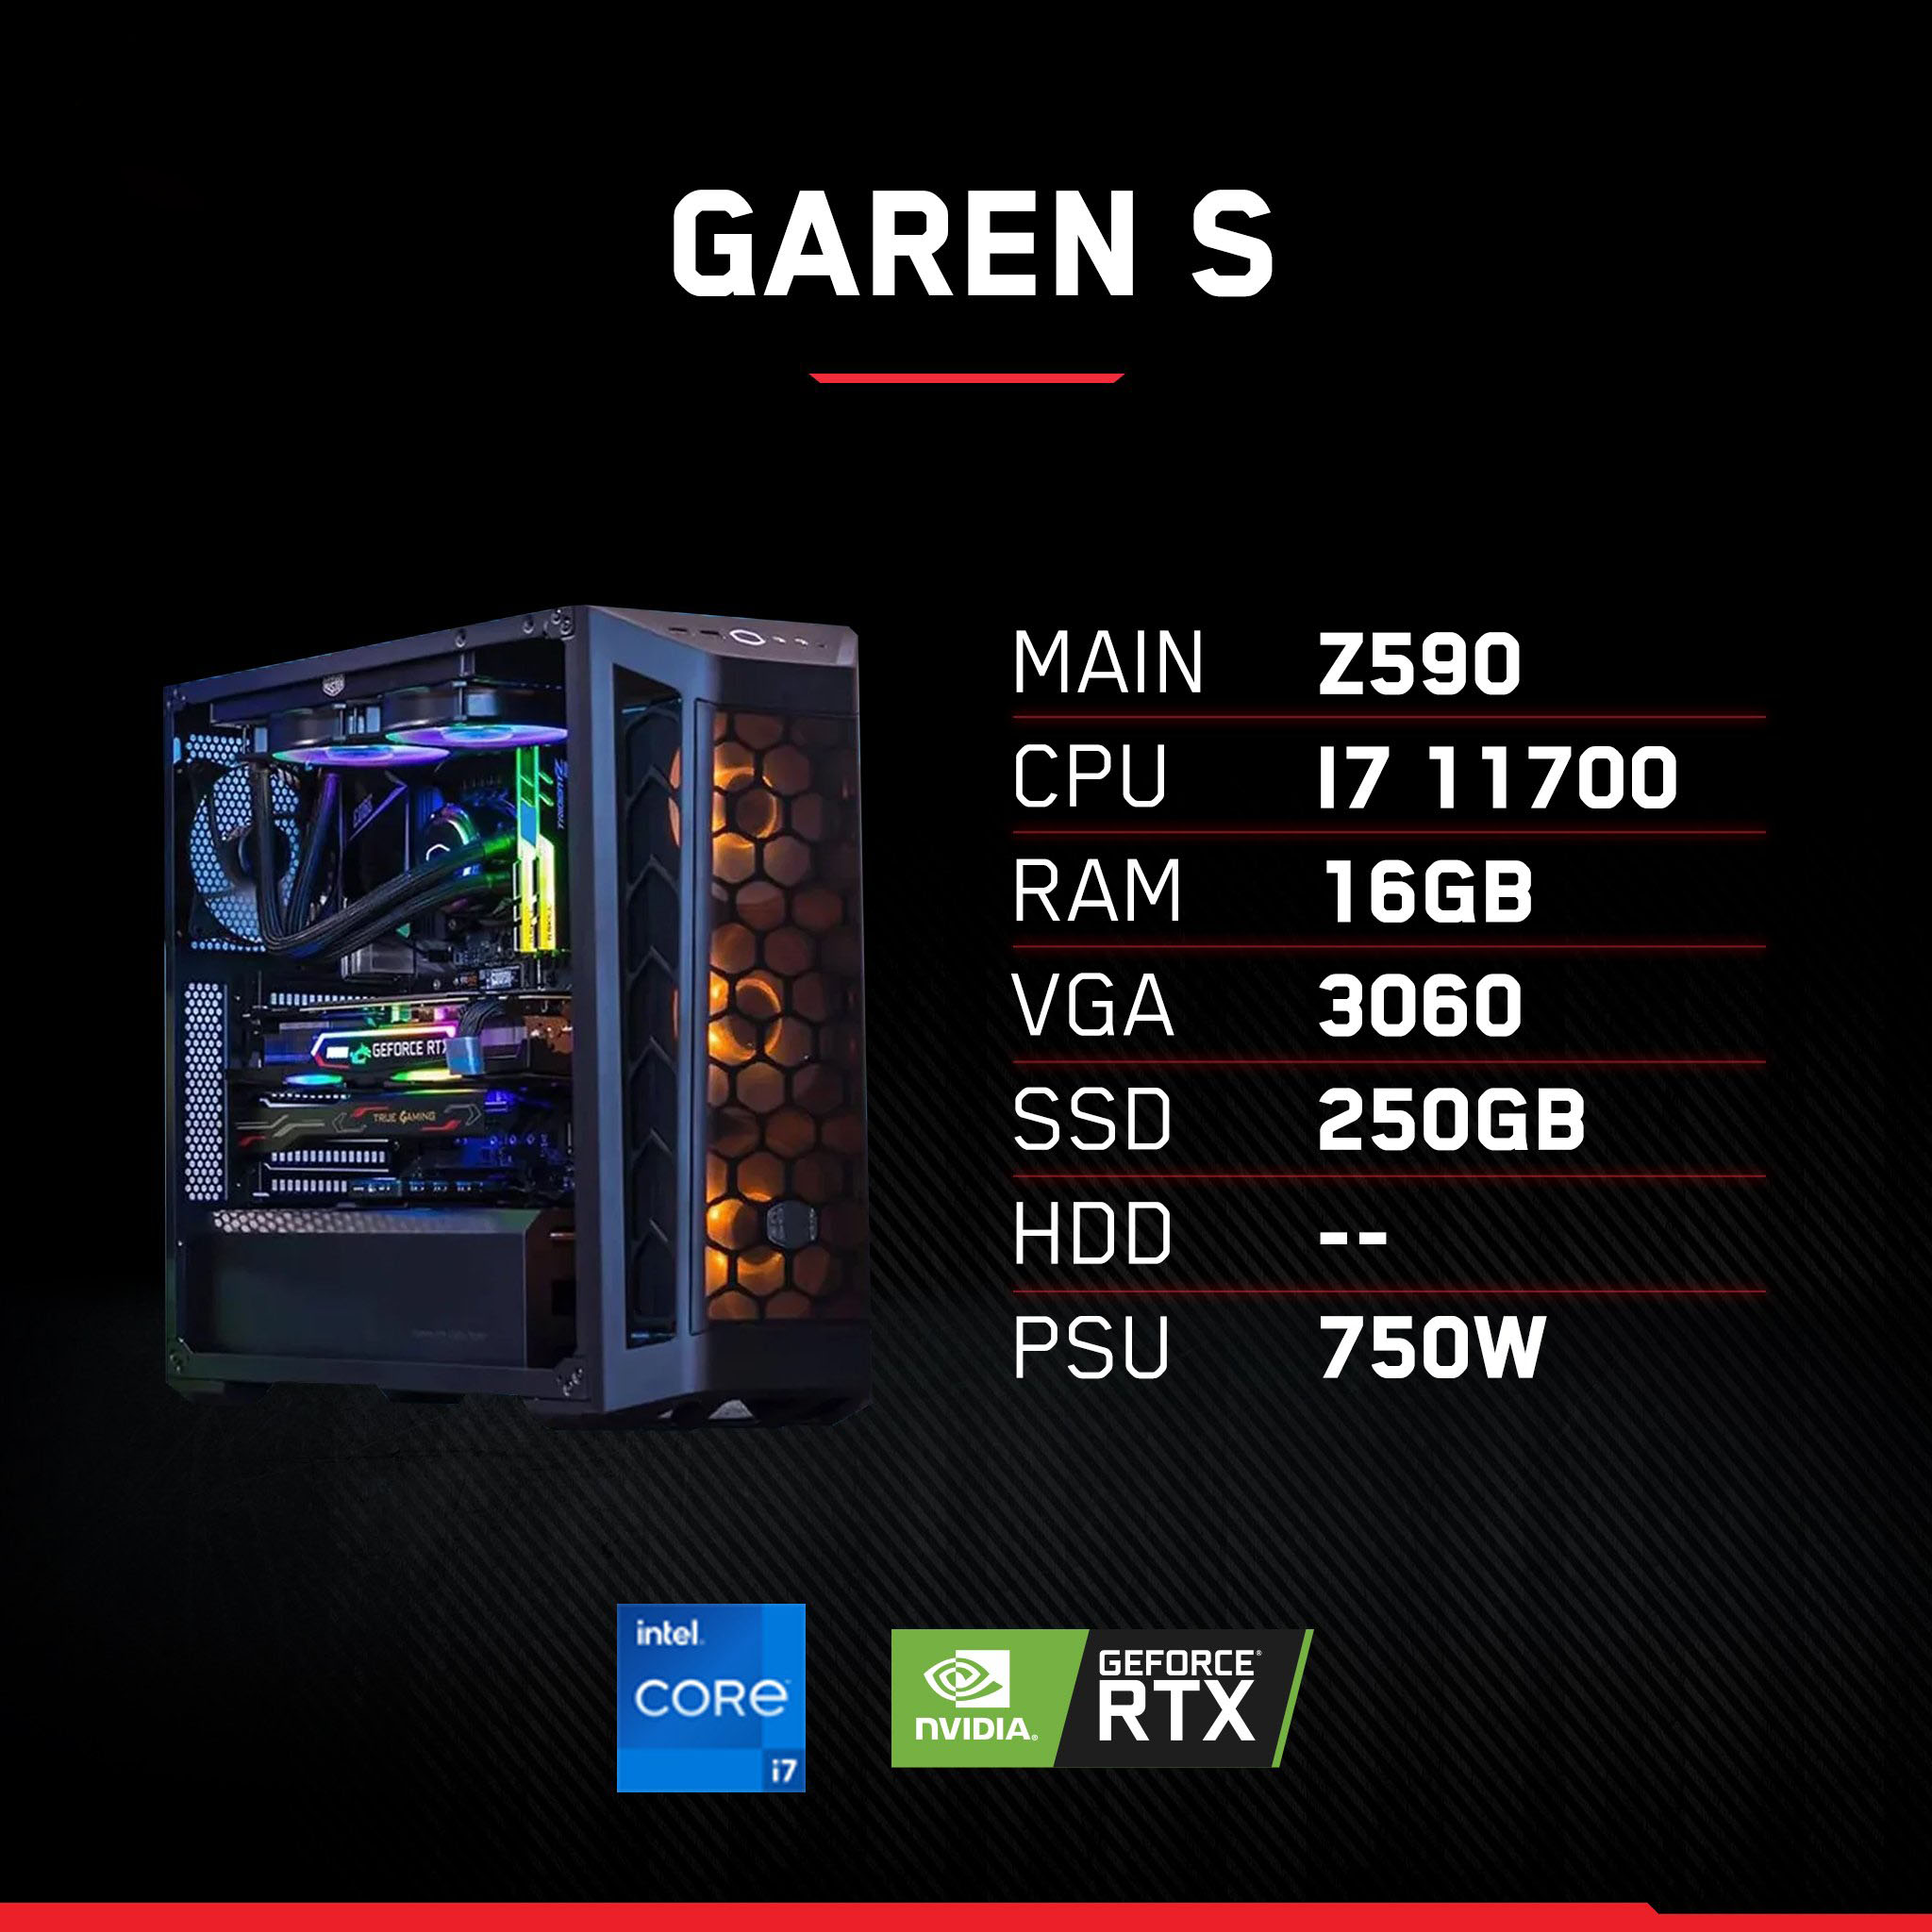 GAREN S
MAIN Z590
CPU I7 11700
RAM 16GB
VGA 3060
SSD 250GB
HDD --
PSU 750W
GEFORCE RTX
TRUE GAMING
intel.
CORE
i7
NVIDIA.
GEFORCE®
RTX